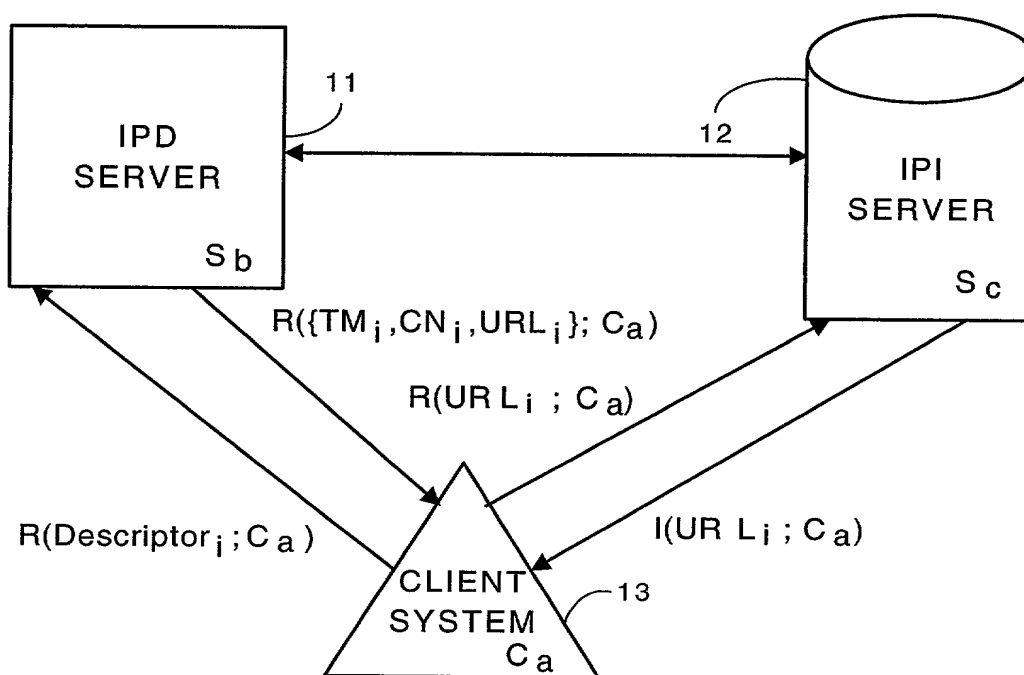 11
IPD
SERVER
S b
12
IPI
SERVER
S c
R({TM i ,CN i ,URL i }; C a )
R(UR L i ; C a )
R(Descriptor i ; C a )
I(UR L i ; C a )
CLIENT
SYSTEM
C a
13